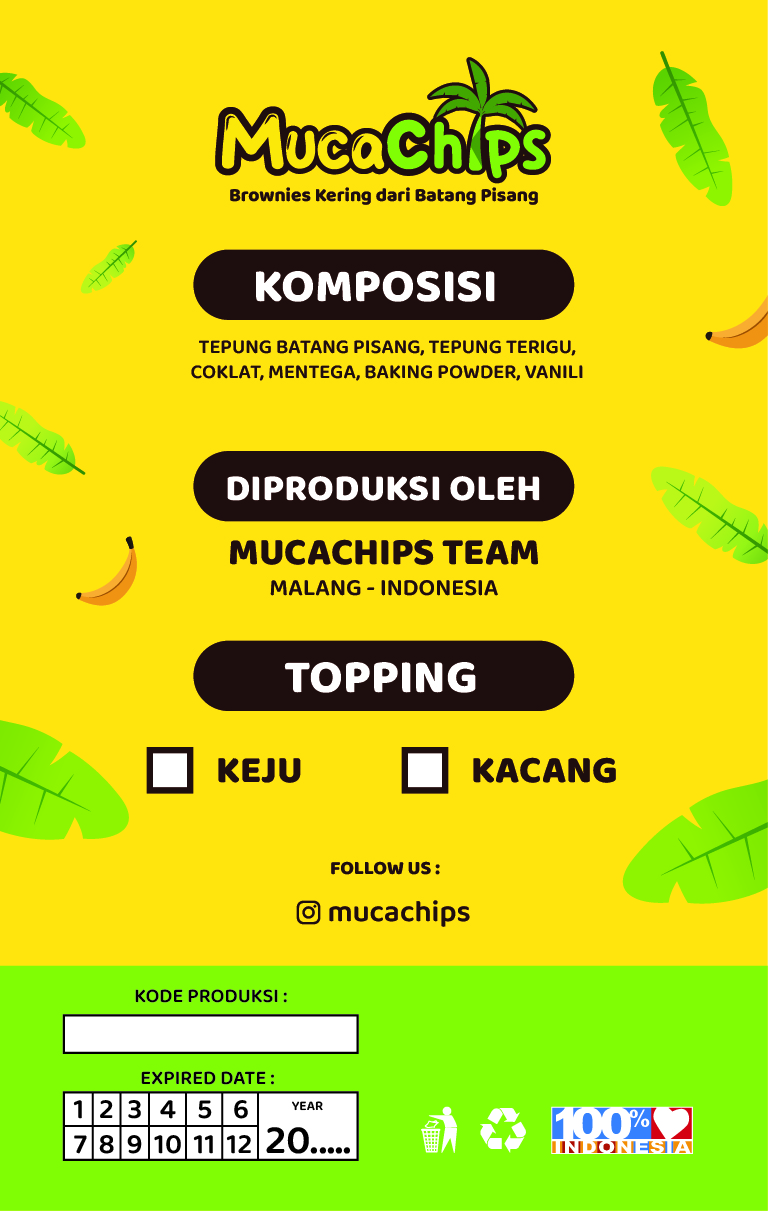 MucaChips
Brownies Kering dari Batang Pisang
KOMPOSISI
TEPUNG BATANG PISANG, TEPUNG TERIGU,
COKLAT, MENTEGA, BAKING POWDER, VANILI
DIPRODUKSI OLEH
MUCACHIPS TEAM
MALANG - INDONESIA
TOPPING
KEJU KACANG
FOLLOW US :
mucachips
KODE PRODUKSI :
EXPIRED DATE :
1 2 3 4 5 6 YEAR
7 8 9 10 11 12 20.....
100%
INDONESIA